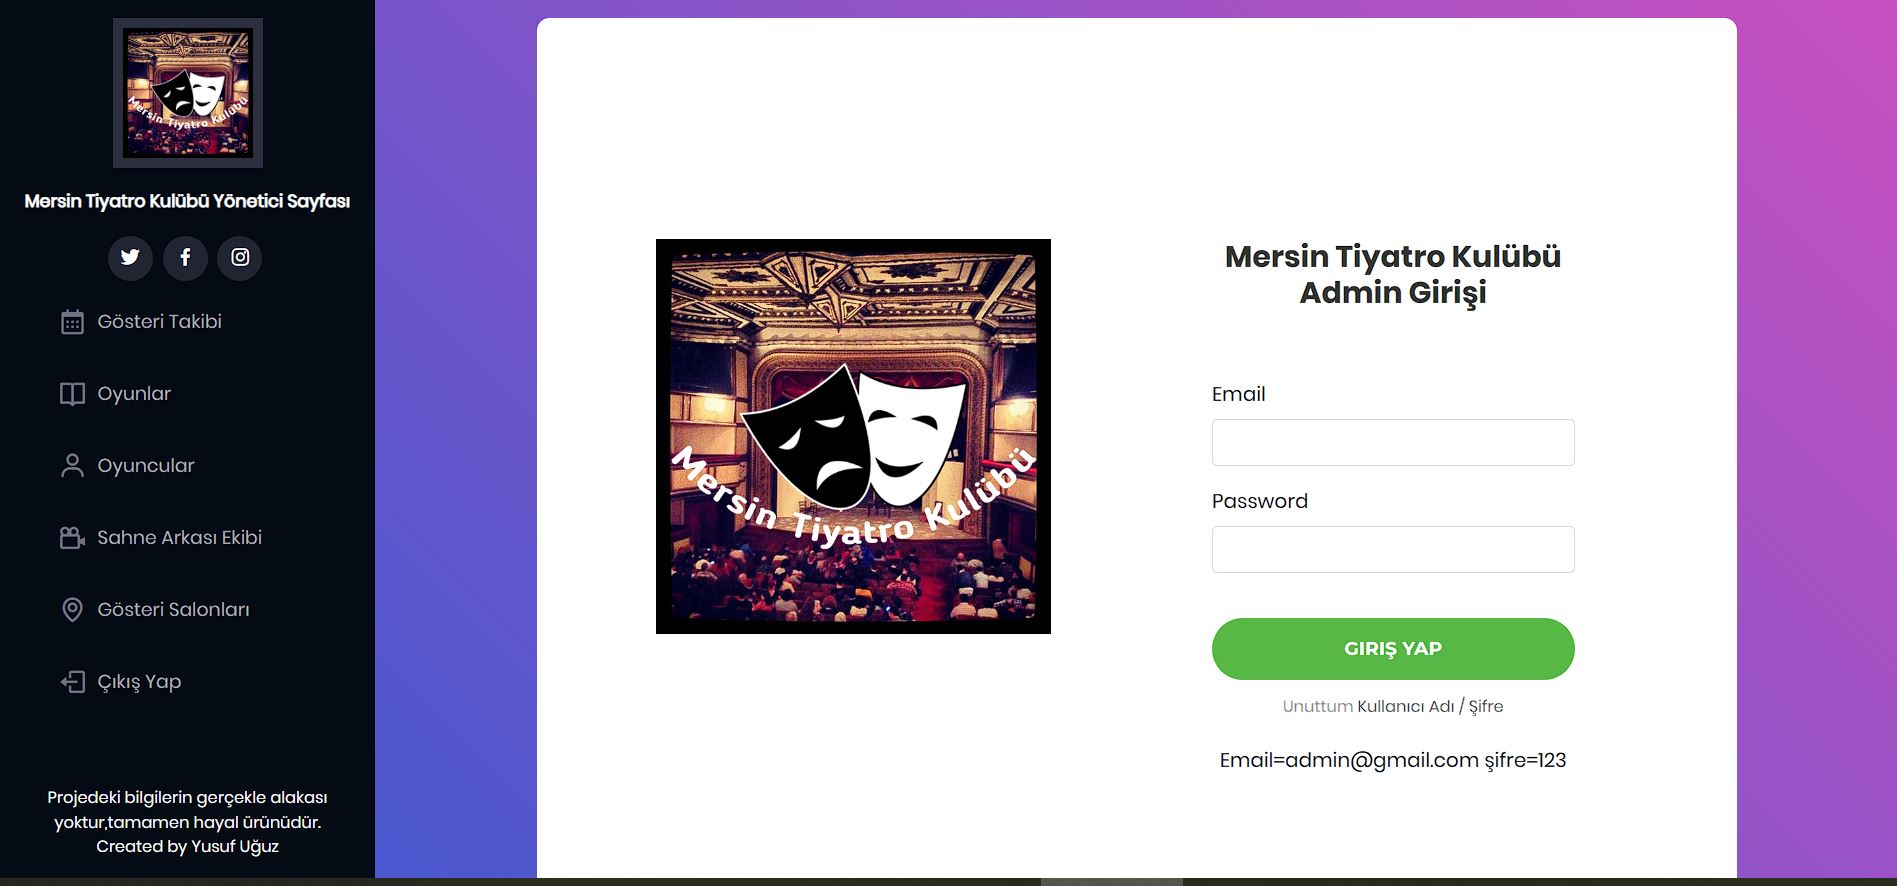 Mersin Tiyatro Kulübü
Mersin Tiyatro Kulübü Yönetici Sayfası
Gösteri Takibi
Oyunlar
Oyuncular
Sahne Arkası Ekibi
Gösteri Salonları
Çıkış Yap
Projedeki bilgilerin gerçekle alakası
yoktur,tamamen hayal ürünüdür.
Created by Yusuf Uğuz
Mersin Tiyatro Kulübü
Mersin Tiyatro Kulübü
Admin Girişi
Email
Password
GIRIŞ YAP
Unuttum Kullanıcı Adı / Şifre
Email=admin@gmail.com şifre=123